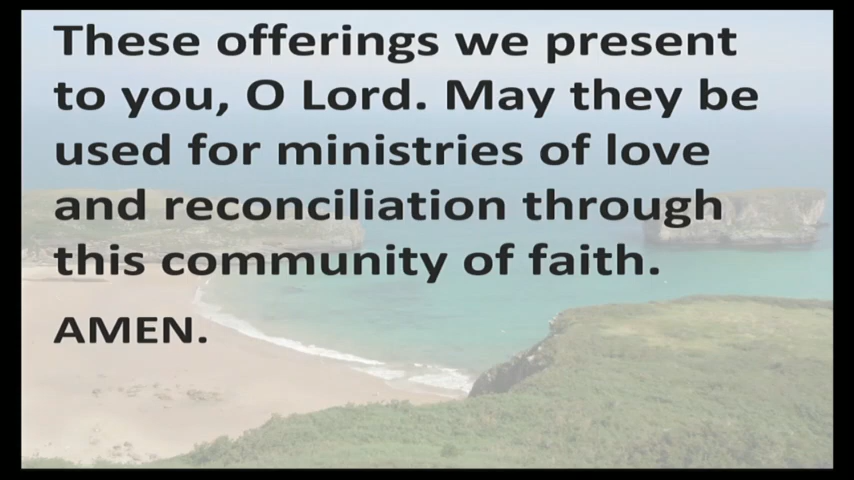 These offerings we present
to you, O Lord. May they be
used for ministries of love
and reconciliation through
this community of faith.
AMEN.